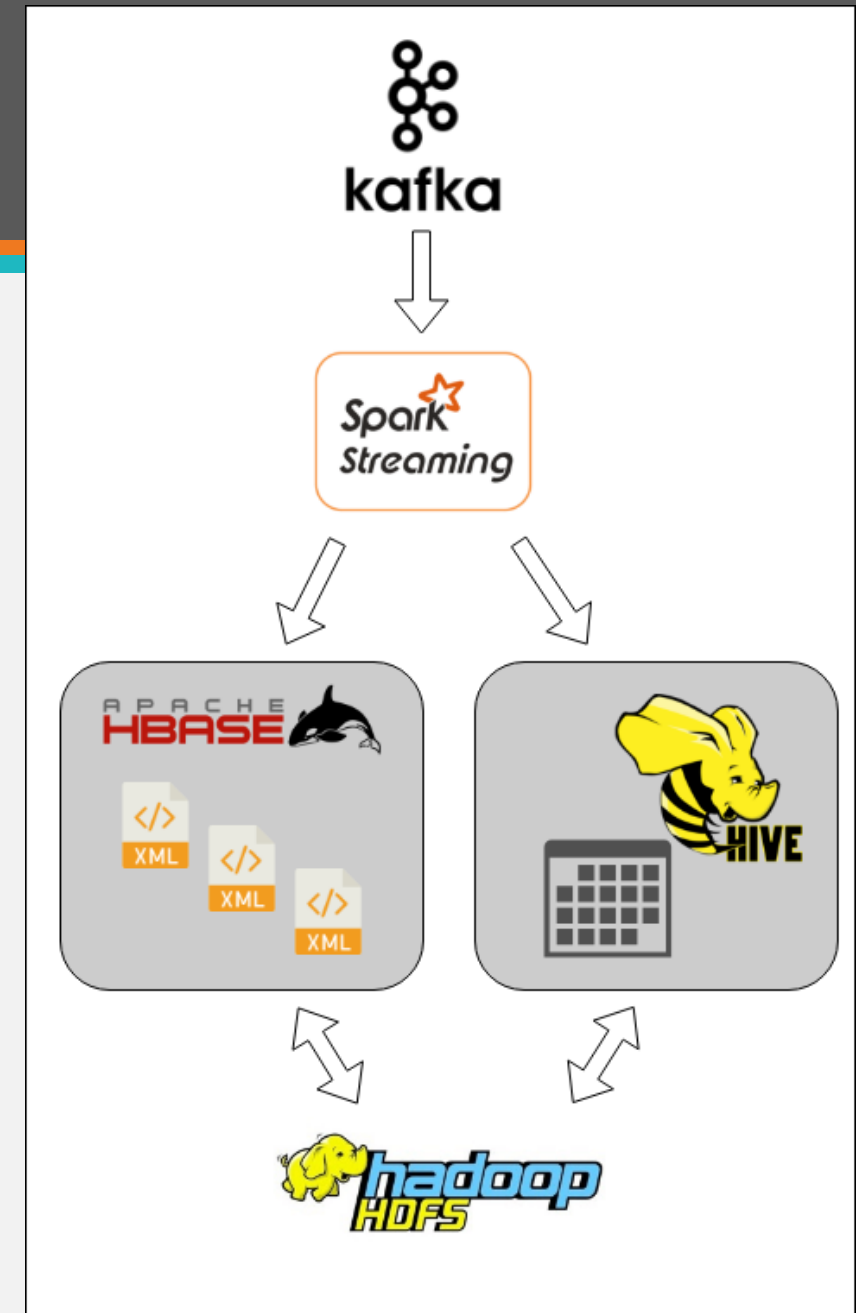 kafka
Spark
Streaming
APACHE
HBASE
</>
XML
</>
XML
</>
XML
HIVE
hadoop
HDFS